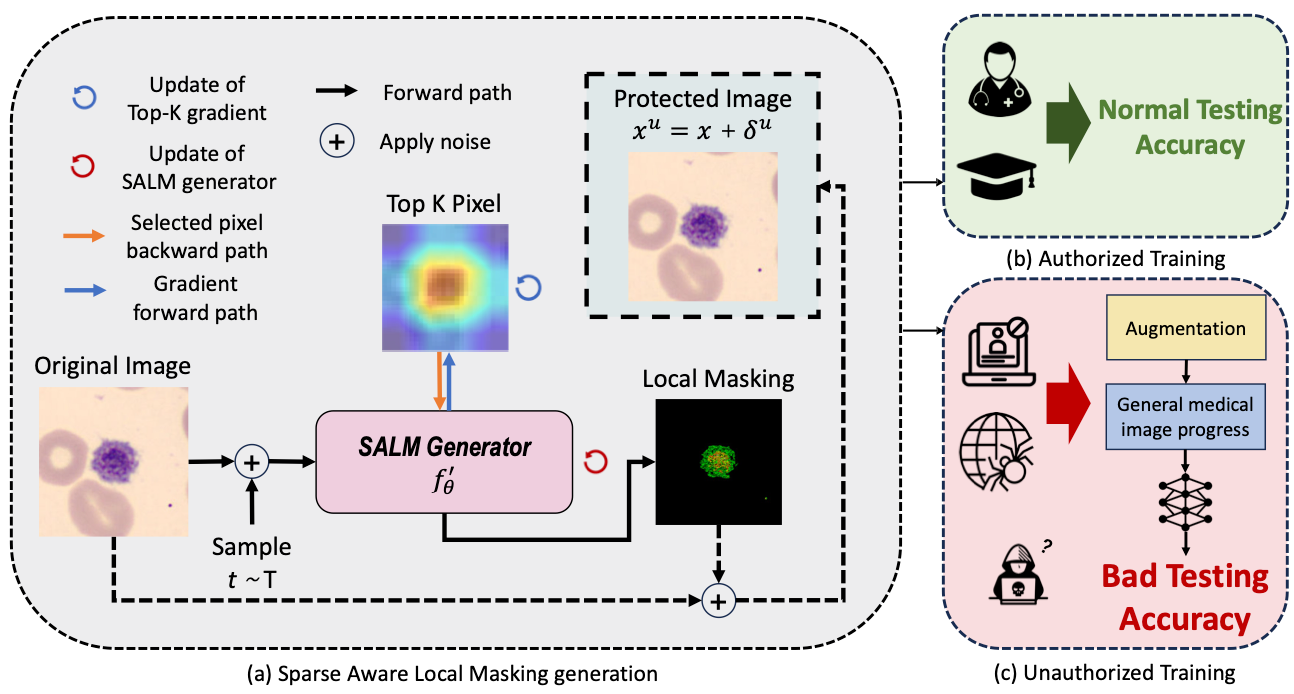 Update of
Top-K gradient
Forward path
Update of
SALM generator
Apply noise
Selected pixel
backward path
Gradient
forward path
Top K Pixel
Protected Image
xᵘ = x + δᵘ
Original Image
SALM Generator
f′θ
Local Masking
+
+
+
Sample
t ~T
(a) Sparse Aware Local Masking generation
Normal Testing
Accuracy
(b) Authorized Training
Augmentation
General medical
image progress
?
Bad Testing
Accuracy
(c) Unauthorized Training